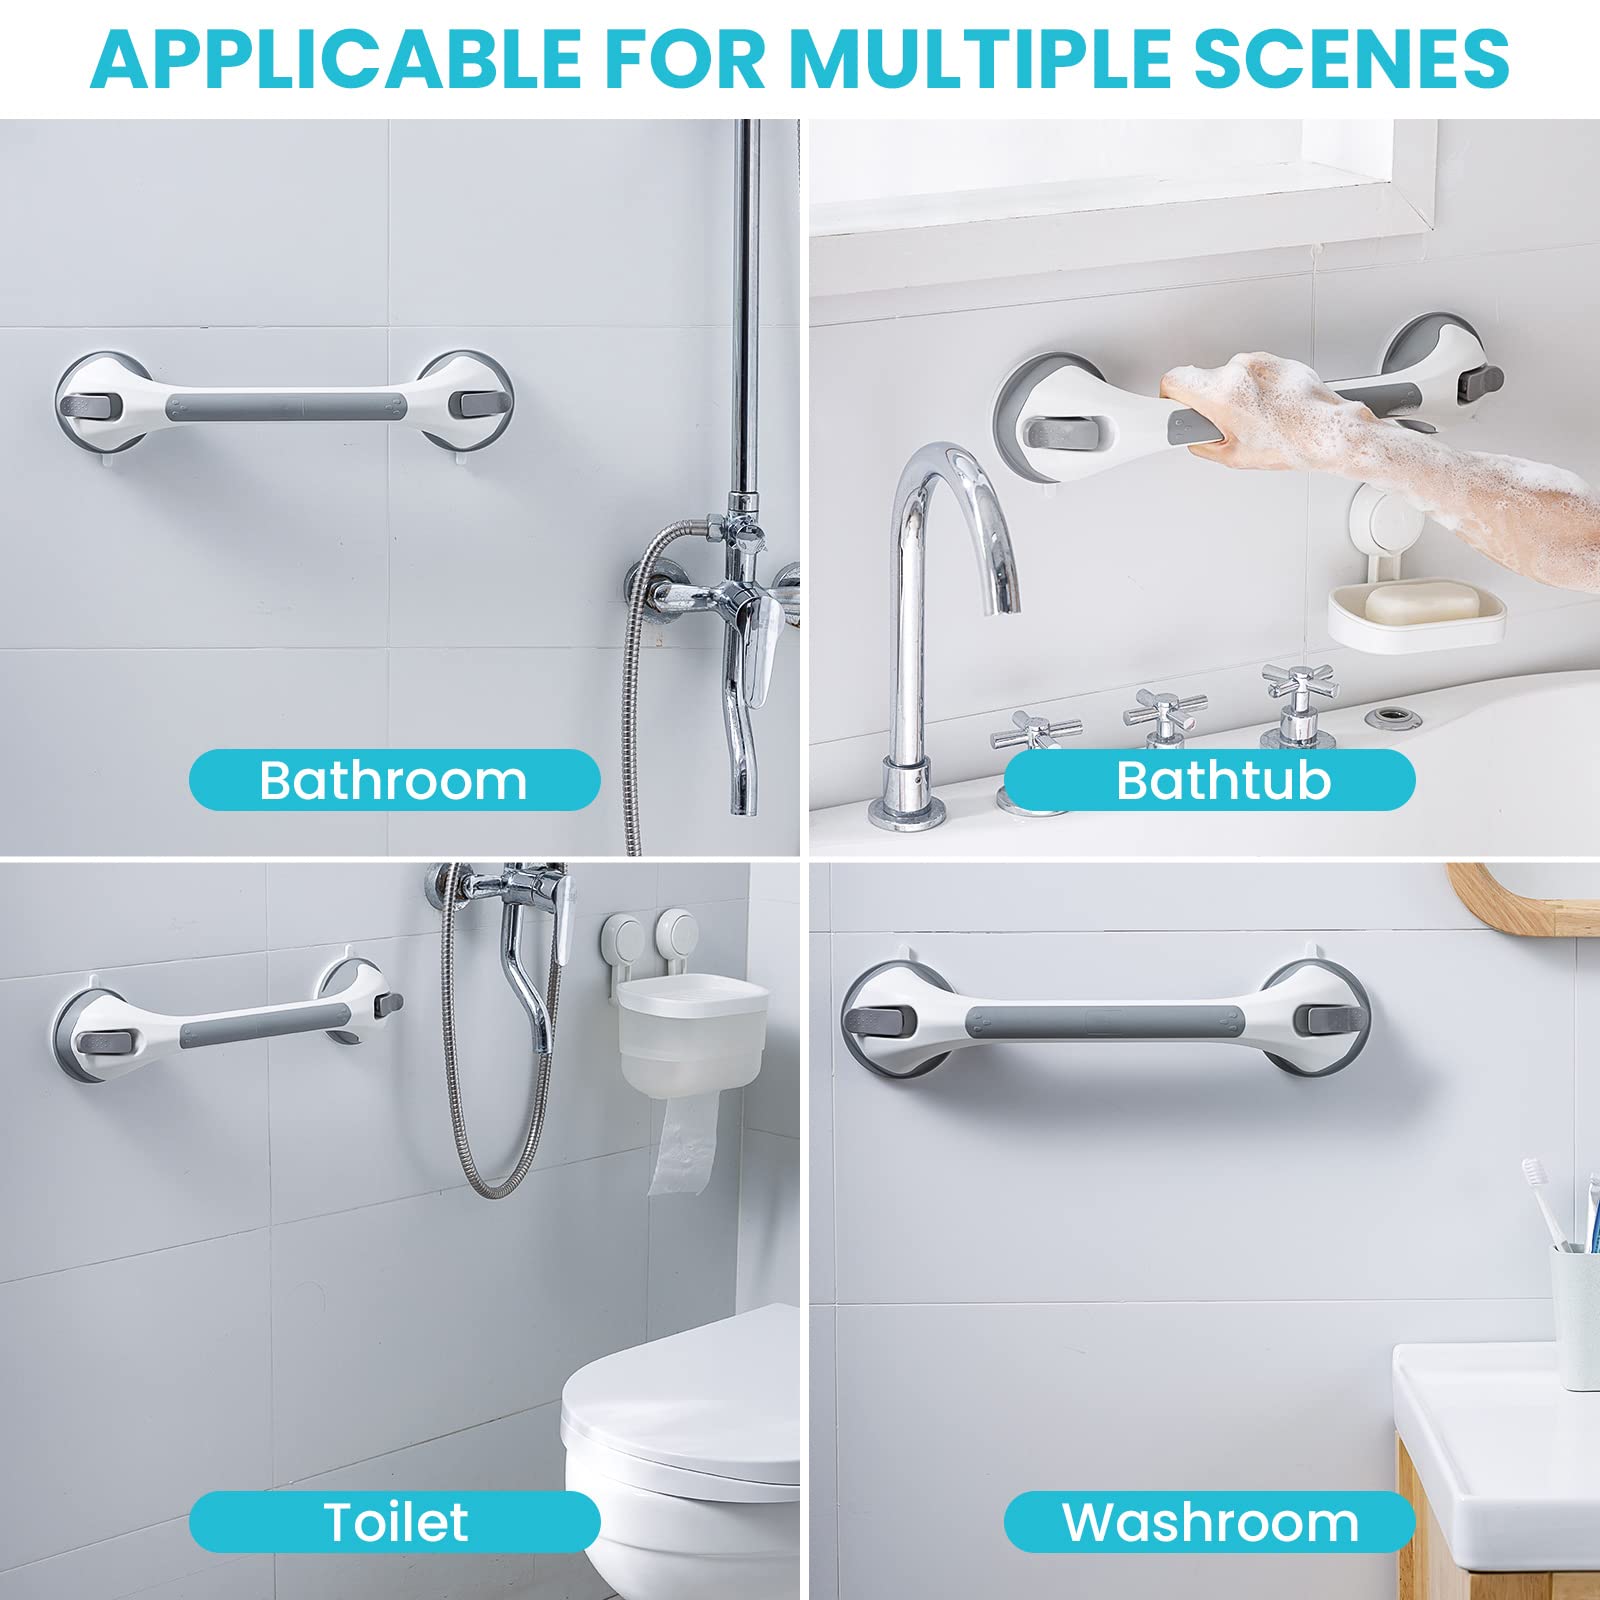 APPLICABLE FOR MULTIPLE SCENES
Bathroom
Bathtub
Toilet
Washroom